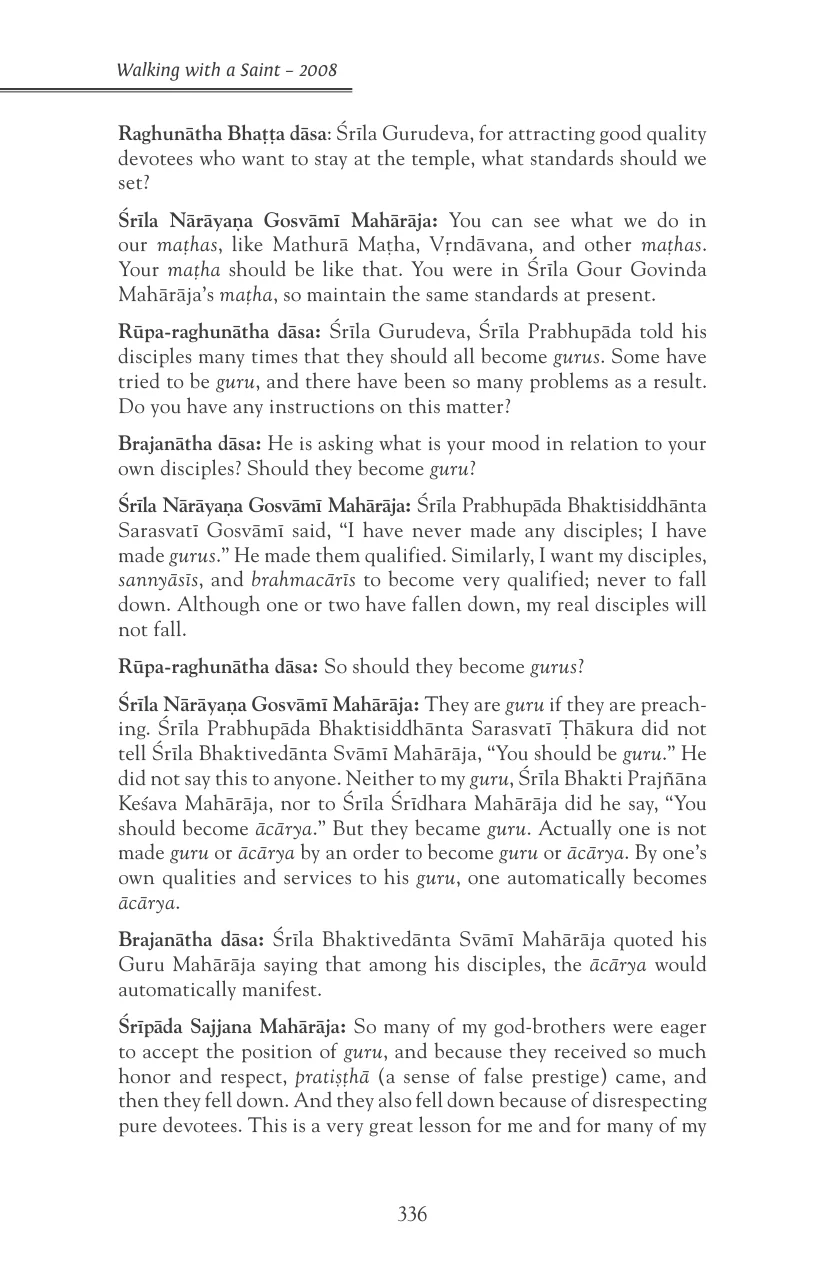 Walking with a Saint – 2008
Raghunātha Bhaṭṭa dāsa: Śrīla Gurudeva, for attracting good quality
devotees who want to stay at the temple, what standards should we
set?
Śrīla Nārāyaṇa Gosvāmī Mahārāja: You can see what we do in
our maṭhas, like Mathurā Maṭha, Vṛndāvana, and other maṭhas.
Your maṭha should be like that. You were in Śrīla Gour Govinda
Mahārāja’s maṭha, so maintain the same standards at present.
Rūpa-raghunātha dāsa: Śrīla Gurudeva, Śrīla Prabhupāda told his
disciples many times that they should all become gurus. Some have
tried to be guru, and there have been so many problems as a result.
Do you have any instructions on this matter?
Brajanātha dāsa: He is asking what is your mood in relation to your
own disciples? Should they become guru?
Śrīla Nārāyaṇa Gosvāmī Mahārāja: Śrīla Prabhupāda Bhaktisiddhānta
Sarasvatī Gosvāmī said, “I have never made any disciples; I have
made gurus.” He made them qualified. Similarly, I want my disciples,
sannyāsīs, and brahmacārīs to become very qualified; never to fall
down. Although one or two have fallen down, my real disciples will
not fall.
Rūpa-raghunātha dāsa: So should they become gurus?
Śrīla Nārāyaṇa Gosvāmī Mahārāja: They are guru if they are preach-
ing. Śrīla Prabhupāda Bhaktisiddhānta Sarasvatī Ṭhākura did not
tell Śrīla Bhaktivedānta Svāmī Mahārāja, “You should be guru.” He
did not say this to anyone. Neither to my guru, Śrīla Bhakti Prajñāna
Keśava Mahārāja, nor to Śrīla Śrīdhara Mahārāja did he say, “You
should become ācārya.” But they became guru. Actually one is not
made guru or ācārya by an order to become guru or ācārya. By one’s
own qualities and services to his guru, one automatically becomes
ācārya.
Brajanātha dāsa: Śrīla Bhaktivedānta Svāmī Mahārāja quoted his
Guru Mahārāja saying that among his disciples, the ācārya would
automatically manifest.
Śrīpāda Sajjana Mahārāja: So many of my god-brothers were eager
to accept the position of guru, and because they received so much
honor and respect, pratiṣṭhā (a sense of false prestige) came, and
then they fell down. And they also fell down because of disrespecting
pure devotees. This is a very great lesson for me and for many of my
336